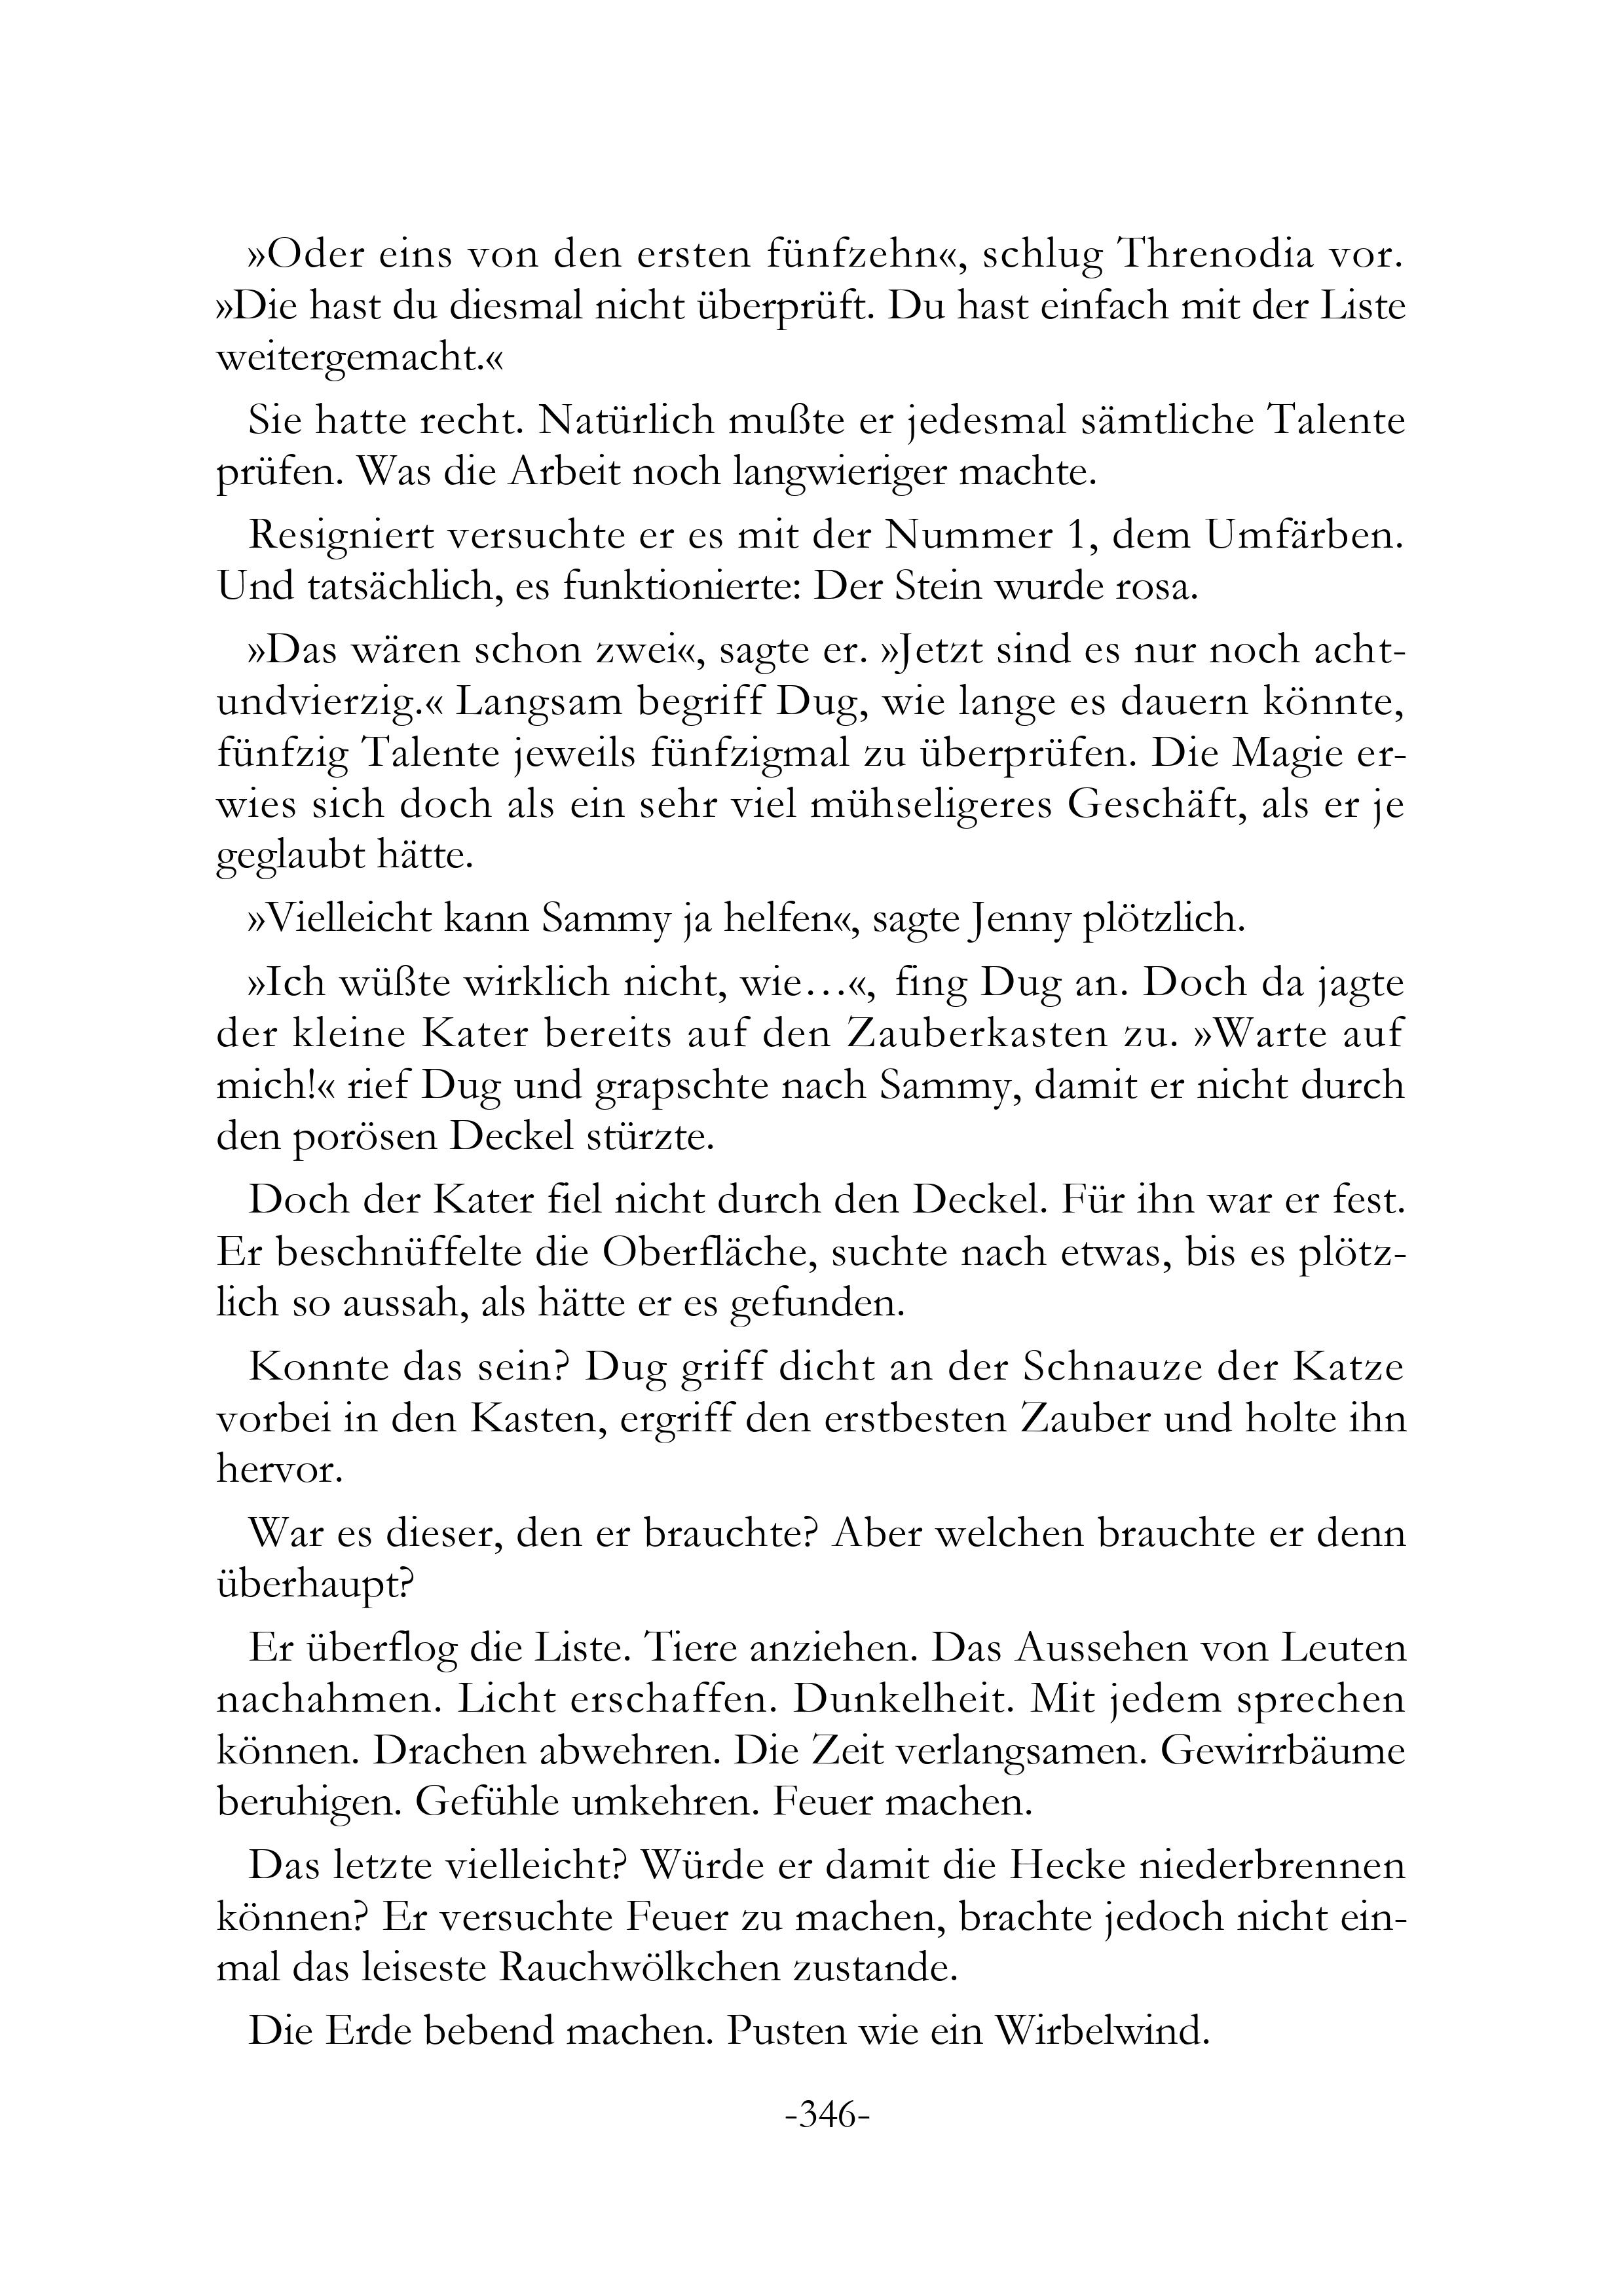 »Oder eins von den ersten fünfzehn«, schlug Threnodia vor.
»Die hast du diesmal nicht überprüft. Du hast einfach mit der Liste
weitergemacht.«
Sie hatte recht. Natürlich mußte er jedesmal sämtliche Talente
prüfen. Was die Arbeit noch langwieriger machte.
Resigniert versuchte er es mit der Nummer 1, dem Umfärben.
Und tatsächlich, es funktionierte: Der Stein wurde rosa.
»Das wären schon zwei«, sagte er. »Jetzt sind es nur noch acht-
undvierzig.« Langsam begriff Dug, wie lange es dauern könnte,
fünfzig Talente jeweils fünfzigmal zu überprüfen. Die Magie er-
wies sich doch als ein sehr viel mühseligeres Geschäft, als er je
geglaubt hätte.
»Vielleicht kann Sammy ja helfen«, sagte Jenny plötzlich.
»Ich wüßte wirklich nicht, wie…«, fing Dug an. Doch da jagte
der kleine Kater bereits auf den Zauberkasten zu. »Warte auf
mich!« rief Dug und grapschte nach Sammy, damit er nicht durch
den porösen Deckel stürzte.
Doch der Kater fiel nicht durch den Deckel. Für ihn war er fest.
Er beschnüffelte die Oberfläche, suchte nach etwas, bis es plötz-
lich so aussah, als hätte er es gefunden.
Konnte das sein? Dug griff dicht an der Schnauze der Katze
vorbei in den Kasten, ergriff den erstbesten Zauber und holte ihn
hervor.
War es dieser, den er brauchte? Aber welchen brauchte er denn
überhaupt?
Er überflog die Liste. Tiere anziehen. Das Aussehen von Leuten
nachahmen. Licht erschaffen. Dunkelheit. Mit jedem sprechen
können. Drachen abwehren. Die Zeit verlangsamen. Gewirrbäume
beruhigen. Gefühle umkehren. Feuer machen.
Das letzte vielleicht? Würde er damit die Hecke niederbrennen
können? Er versuchte Feuer zu machen, brachte jedoch nicht ein-
mal das leiseste Rauchwölkchen zustande.
Die Erde bebend machen. Pusten wie ein Wirbelwind.
-346-